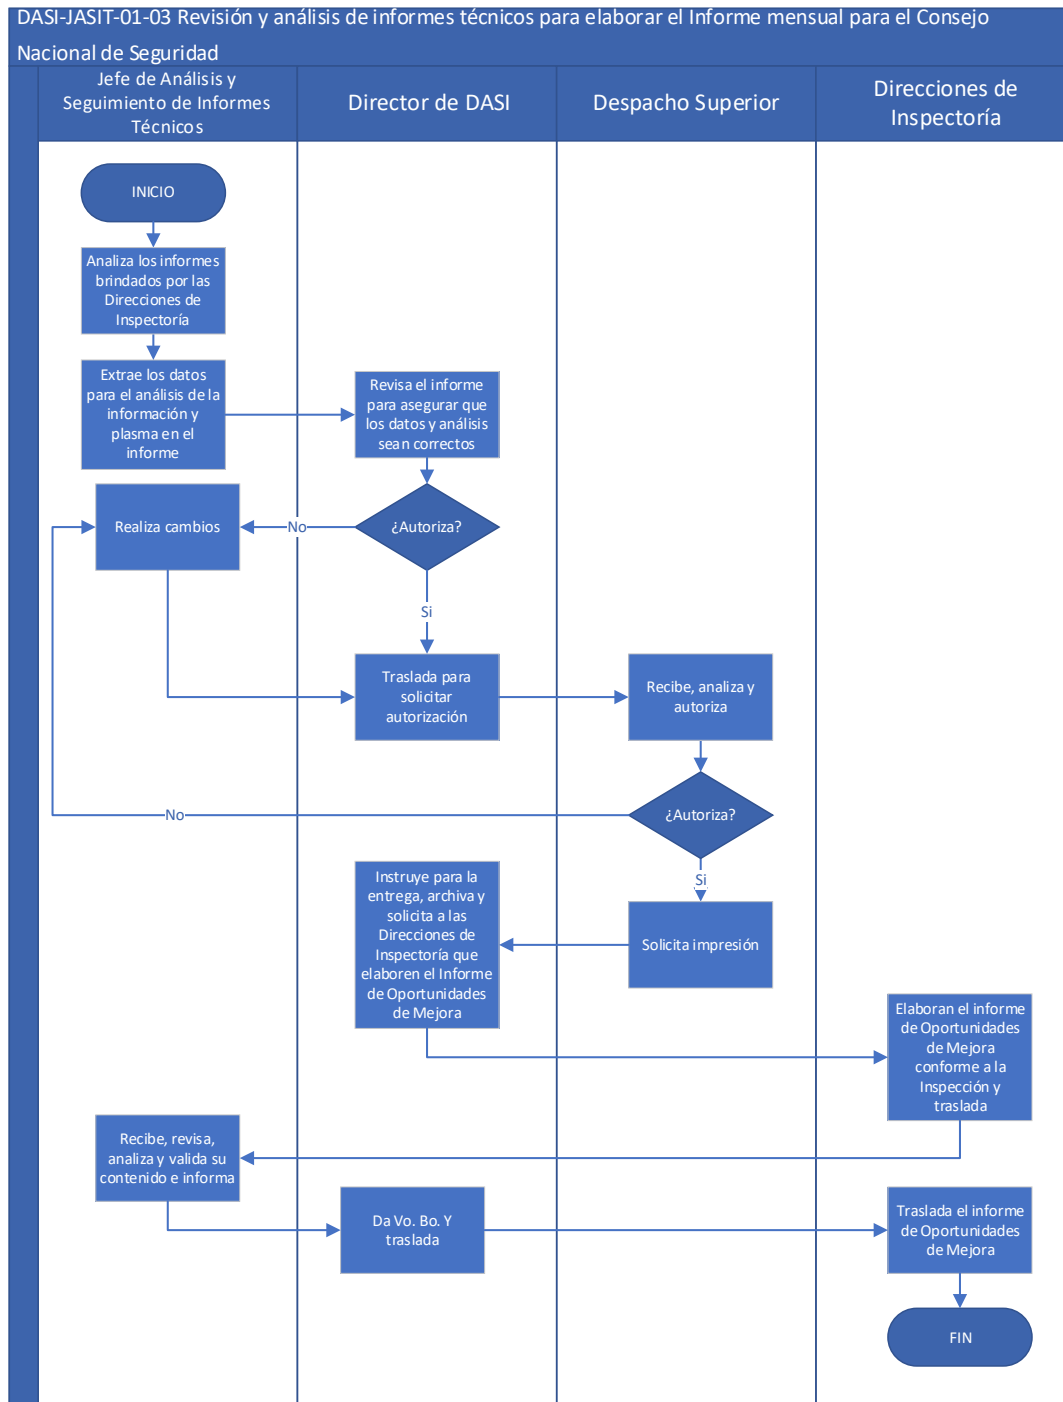 DASI-JASIT-01-03 Revisión y análisis de informes técnicos para elaborar el Informe mensual para el Consejo
Nacional de Seguridad
Jefe de Análisis y
Seguimiento de Informes
Técnicos
Director de DASI
Despacho Superior
Direcciones de
Inspectoría
INICIO
Analiza los informes
brindados por las
Direcciones de
Inspectoría
Extrae los datos
para el análisis de la
información y
plasma en el
informe
Revisa el informe
para asegurar que
los datos y análisis
sean correctos
Realiza cambios
No
¿Autoriza?
Si
Traslada para
solicitar
autorización
Recibe, analiza y
autoriza
No
¿Autoriza?
Si
Instruye para la
entrega, archiva y
solicita a las
Direcciones de
Inspectoría que
elaboren el Informe
de Oportunidades
de Mejora
Solicita impresión
Elaboran el informe
de Oportunidades
de Mejora
conforme a la
Inspección y
traslada
Recibe, revisa,
analiza y valida su
contenido e informa
Da Vo. Bo. Y
traslada
Traslada el informe
de Oportunidades
de Mejora
FIN